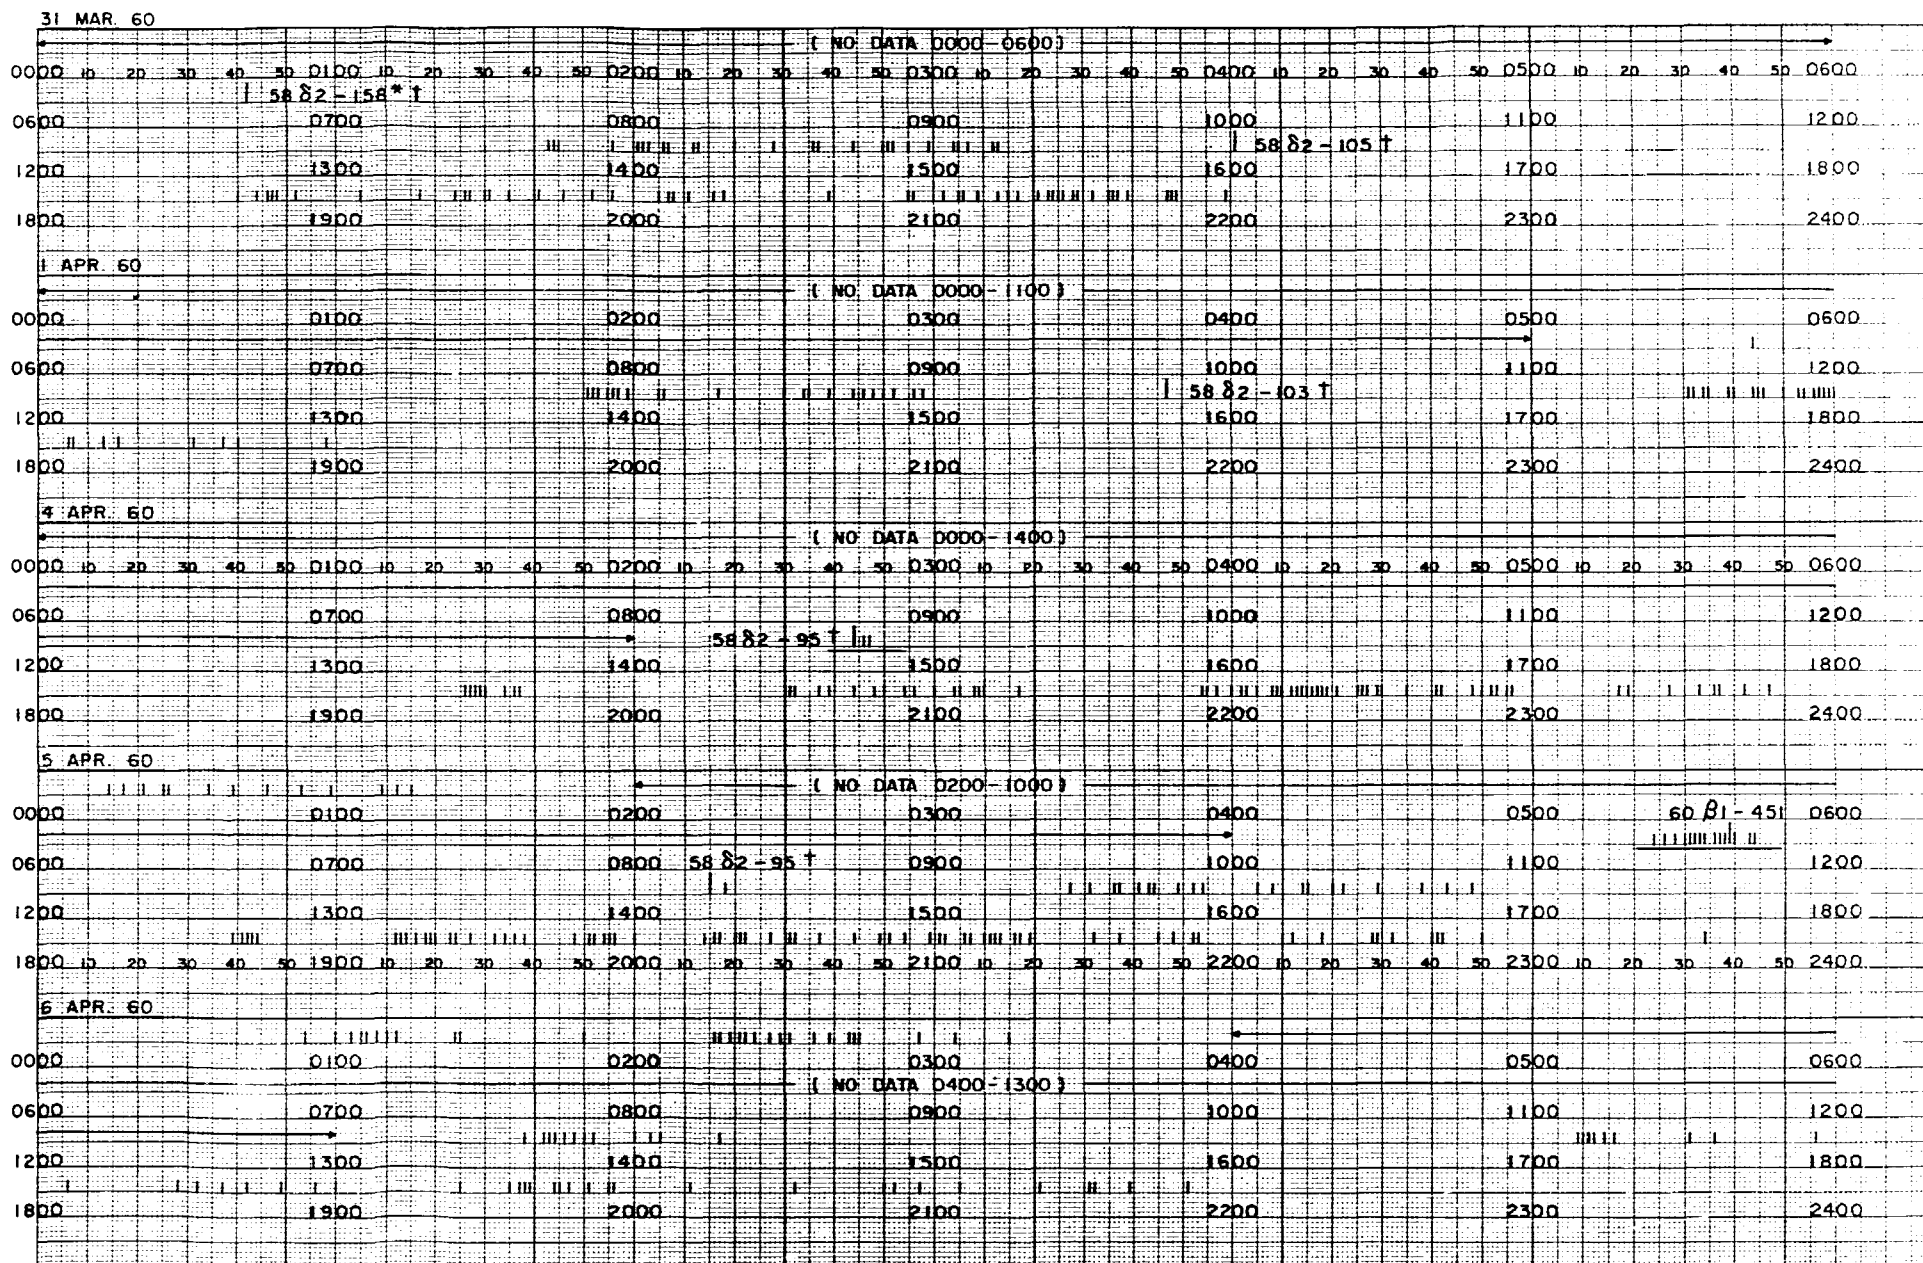 31 MAR. 60
( NO DATA 0000-0600)
0000 10 20 30 40 50 0100 10 20 30 40 50 0200 10 20 30 40 50 0300 10 20 30 40 50 0400 10 20 30 40 50 0500 10 20 30 40 50 0600
58 δ2 - 158* †
0600 0700 0800 0900 1000 1100 1200
58 δ2 - 105 †
1200 1300 1400 1500 1600 1700 1800
1800 1900 2000 2100 2200 2300 2400
1 APR. 60
( NO DATA 0000-1100)
0000 0100 0200 0300 0400 0500 0600
0600 0700 0800 0900 1000 1100 1200
58 δ2 - 103 †
1200 1300 1400 1500 1600 1700 1800
1800 1900 2000 2100 2200 2300 2400
4 APR. 60
( NO DATA 0000-1400)
0000 10 20 30 40 50 0100 10 20 30 40 50 0200 10 20 30 40 50 0300 10 20 30 40 50 0400 10 20 30 40 50 0500 10 20 30 40 50 0600
0600 0700 0800 0900 1000 1100 1200
58 δ2 - 95 †
1200 1300 1400 1500 1600 1700 1800
1800 1900 2000 2100 2200 2300 2400
5 APR. 60
( NO DATA 0200-1000)
0000 0100 0200 0300 0400 0500 60 β1-451 0600
0600 0700 0800 58 δ2 - 95 † 0900 1000 1100 1200
1200 1300 1400 1500 1600 1700 1800
1800 10 20 30 40 50 1900 10 20 30 40 50 2000 10 20 30 40 50 2100 10 20 30 40 50 2200 10 20 30 40 50 2300 10 20 30 40 50 2400
6 APR. 60
0000 0100 0200 0300 0400 0500 0600
( NO DATA 0400-1300)
0600 0700 0800 0900 1000 1100 1200
1200 1300 1400 1500 1600 1700 1800
1800 1900 2000 2100 2200 2300 2400